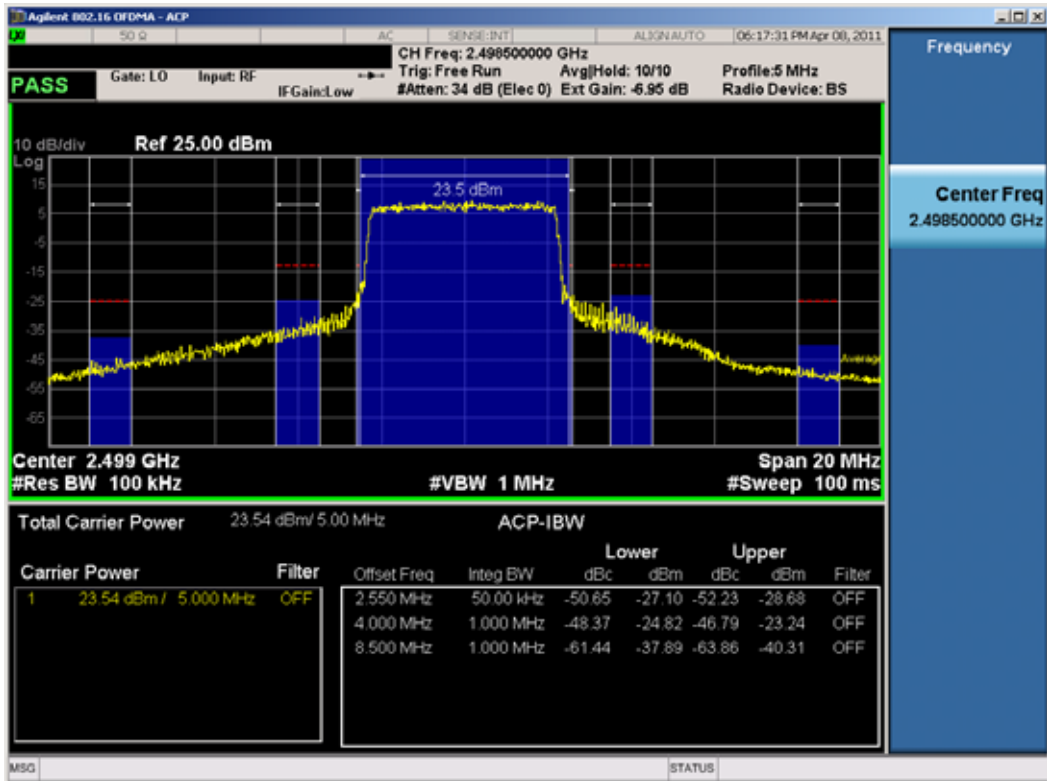 Agilent 802.16 OFDMA - ACP
LXI 50 Ω AC SENSE:INT ALIGNAUTO 06:17:31 PM Apr 08, 2011
CH Freq: 2.498500000 GHz
PASS Gate: LO Input: RF Trig: Free Run Avg|Hold: 10/10 Profile:5 MHz
IFGain:Low #Atten: 34 dB (Elec 0) Ext Gain: -6.95 dB Radio Device: BS
10 dB/div Ref 25.00 dBm
Log
15
23.5 dBm
5
-5
-15
-25
-35
-45
Average
-55
-65
Center 2.499 GHz Span 20 MHz
#Res BW 100 kHz #VBW 1 MHz #Sweep 100 ms
Total Carrier Power 23.54 dBm/ 5.00 MHz ACP-IBW
Lower Upper
Carrier Power Filter Offset Freq Integ BW dBc dBm dBc dBm Filter
1 23.54 dBm / 5.000 MHz OFF 2.550 MHz 50.00 kHz -50.65 -27.10 -52.23 -28.68 OFF
4.000 MHz 1.000 MHz -48.37 -24.82 -46.79 -23.24 OFF
8.500 MHz 1.000 MHz -61.44 -37.89 -63.86 -40.31 OFF
Frequency
Center Freq
2.498500000 GHz
MSG STATUS